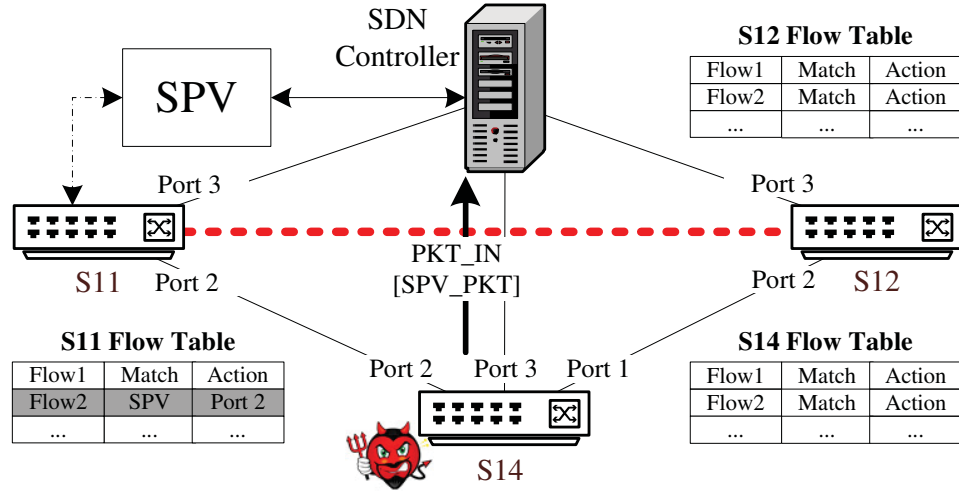 SDN
Controller
SPV
S12 Flow Table
Flow1 Match Action
Flow2 Match Action
... ... ...
Port 3
Port 3
PKT_IN
[SPV_PKT]
S11
Port 2
Port 2
S12
S11 Flow Table
Flow1 Match Action
Flow2 SPV Port 2
... ... ...
Port 2
Port 3
Port 1
S14 Flow Table
Flow1 Match Action
Flow2 Match Action
... ... ...
S14